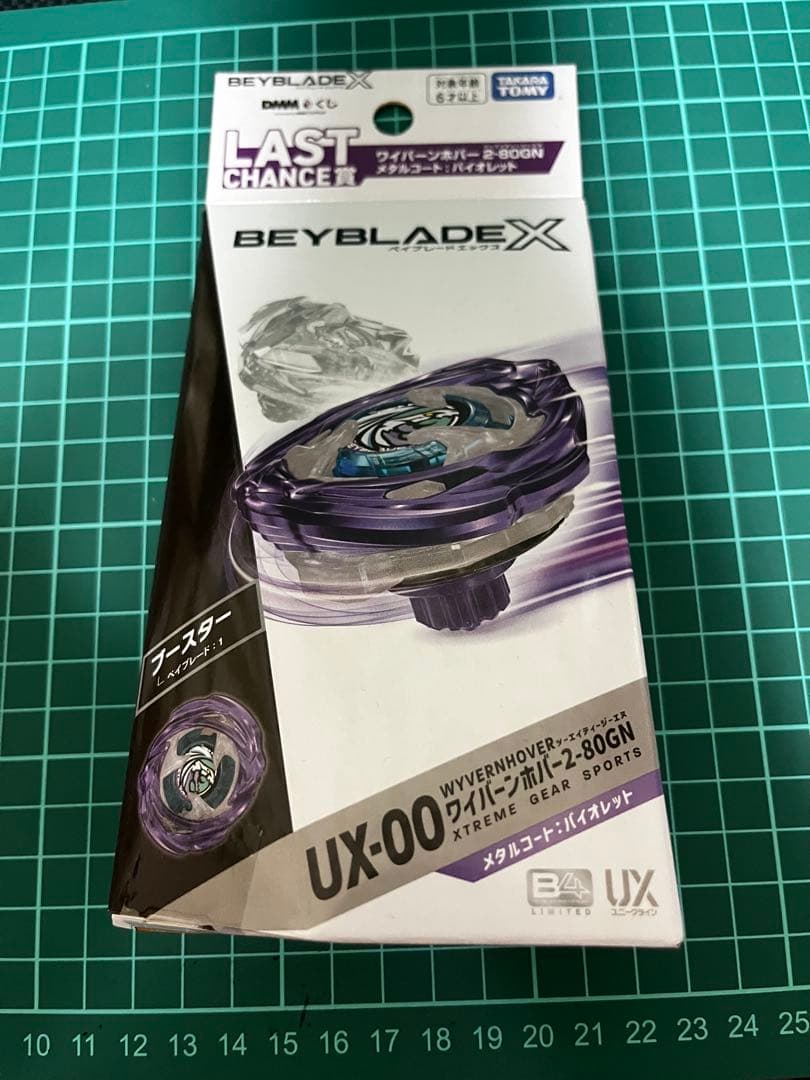 BEYBLADE X
DMM eくじ
対象年齢
6才以上
TAKARA
TOMY
LAST
CHANCE賞
ワイバーンホバー 2-80GN
メタルコート:バイオレット
BEYBLADE X
ベイブレードエックス
ブースター
ベイブレード:1
WYVERNHOVER ツーエイティージーエヌ
UX-00 ワイバーンホバー2-80GN
XTREME GEAR SPORTS
メタルコート:バイオレット
B4
LIMITED
UX
ユニークライン
10 11 12 13 14 15 16 17 18 19 20 21 22 23 24 25